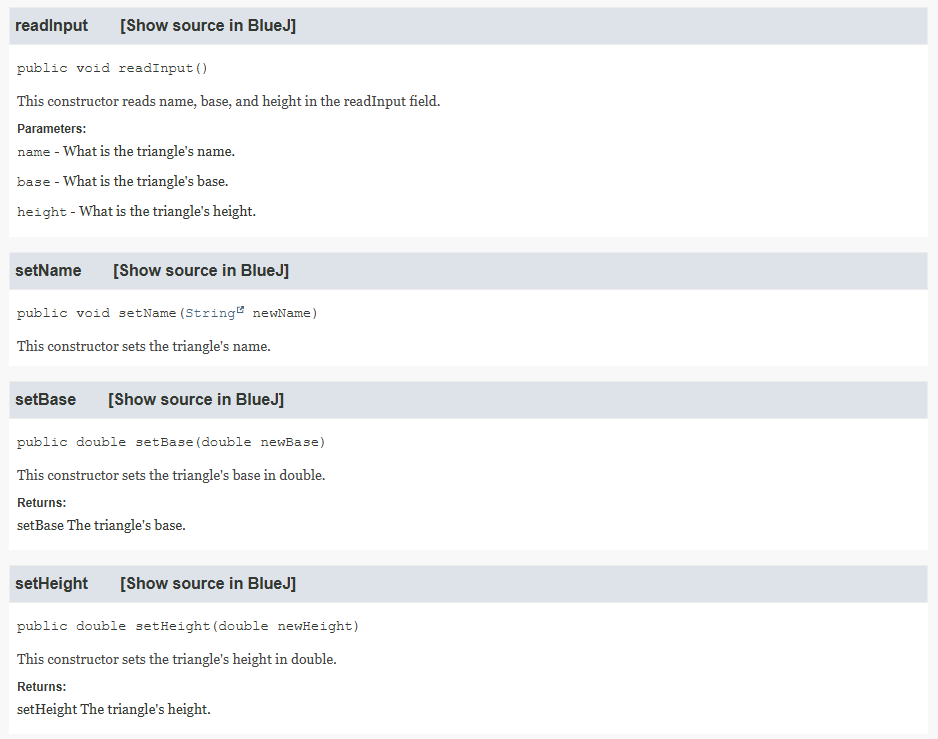 readInput [Show source in BlueJ]
public void readInput()
This constructor reads name, base, and height in the readInput field.
Parameters:
name - What is the triangle's name.
base - What is the triangle's base.
height - What is the triangle's height.
setName [Show source in BlueJ]
public void setName(String newName)
This constructor sets the triangle's name.
setBase [Show source in BlueJ]
public double setBase(double newBase)
This constructor sets the triangle's base in double.
Returns:
setBase The triangle's base.
setHeight [Show source in BlueJ]
public double setHeight(double newHeight)
This constructor sets the triangle's height in double.
Returns:
setHeight The triangle's height.